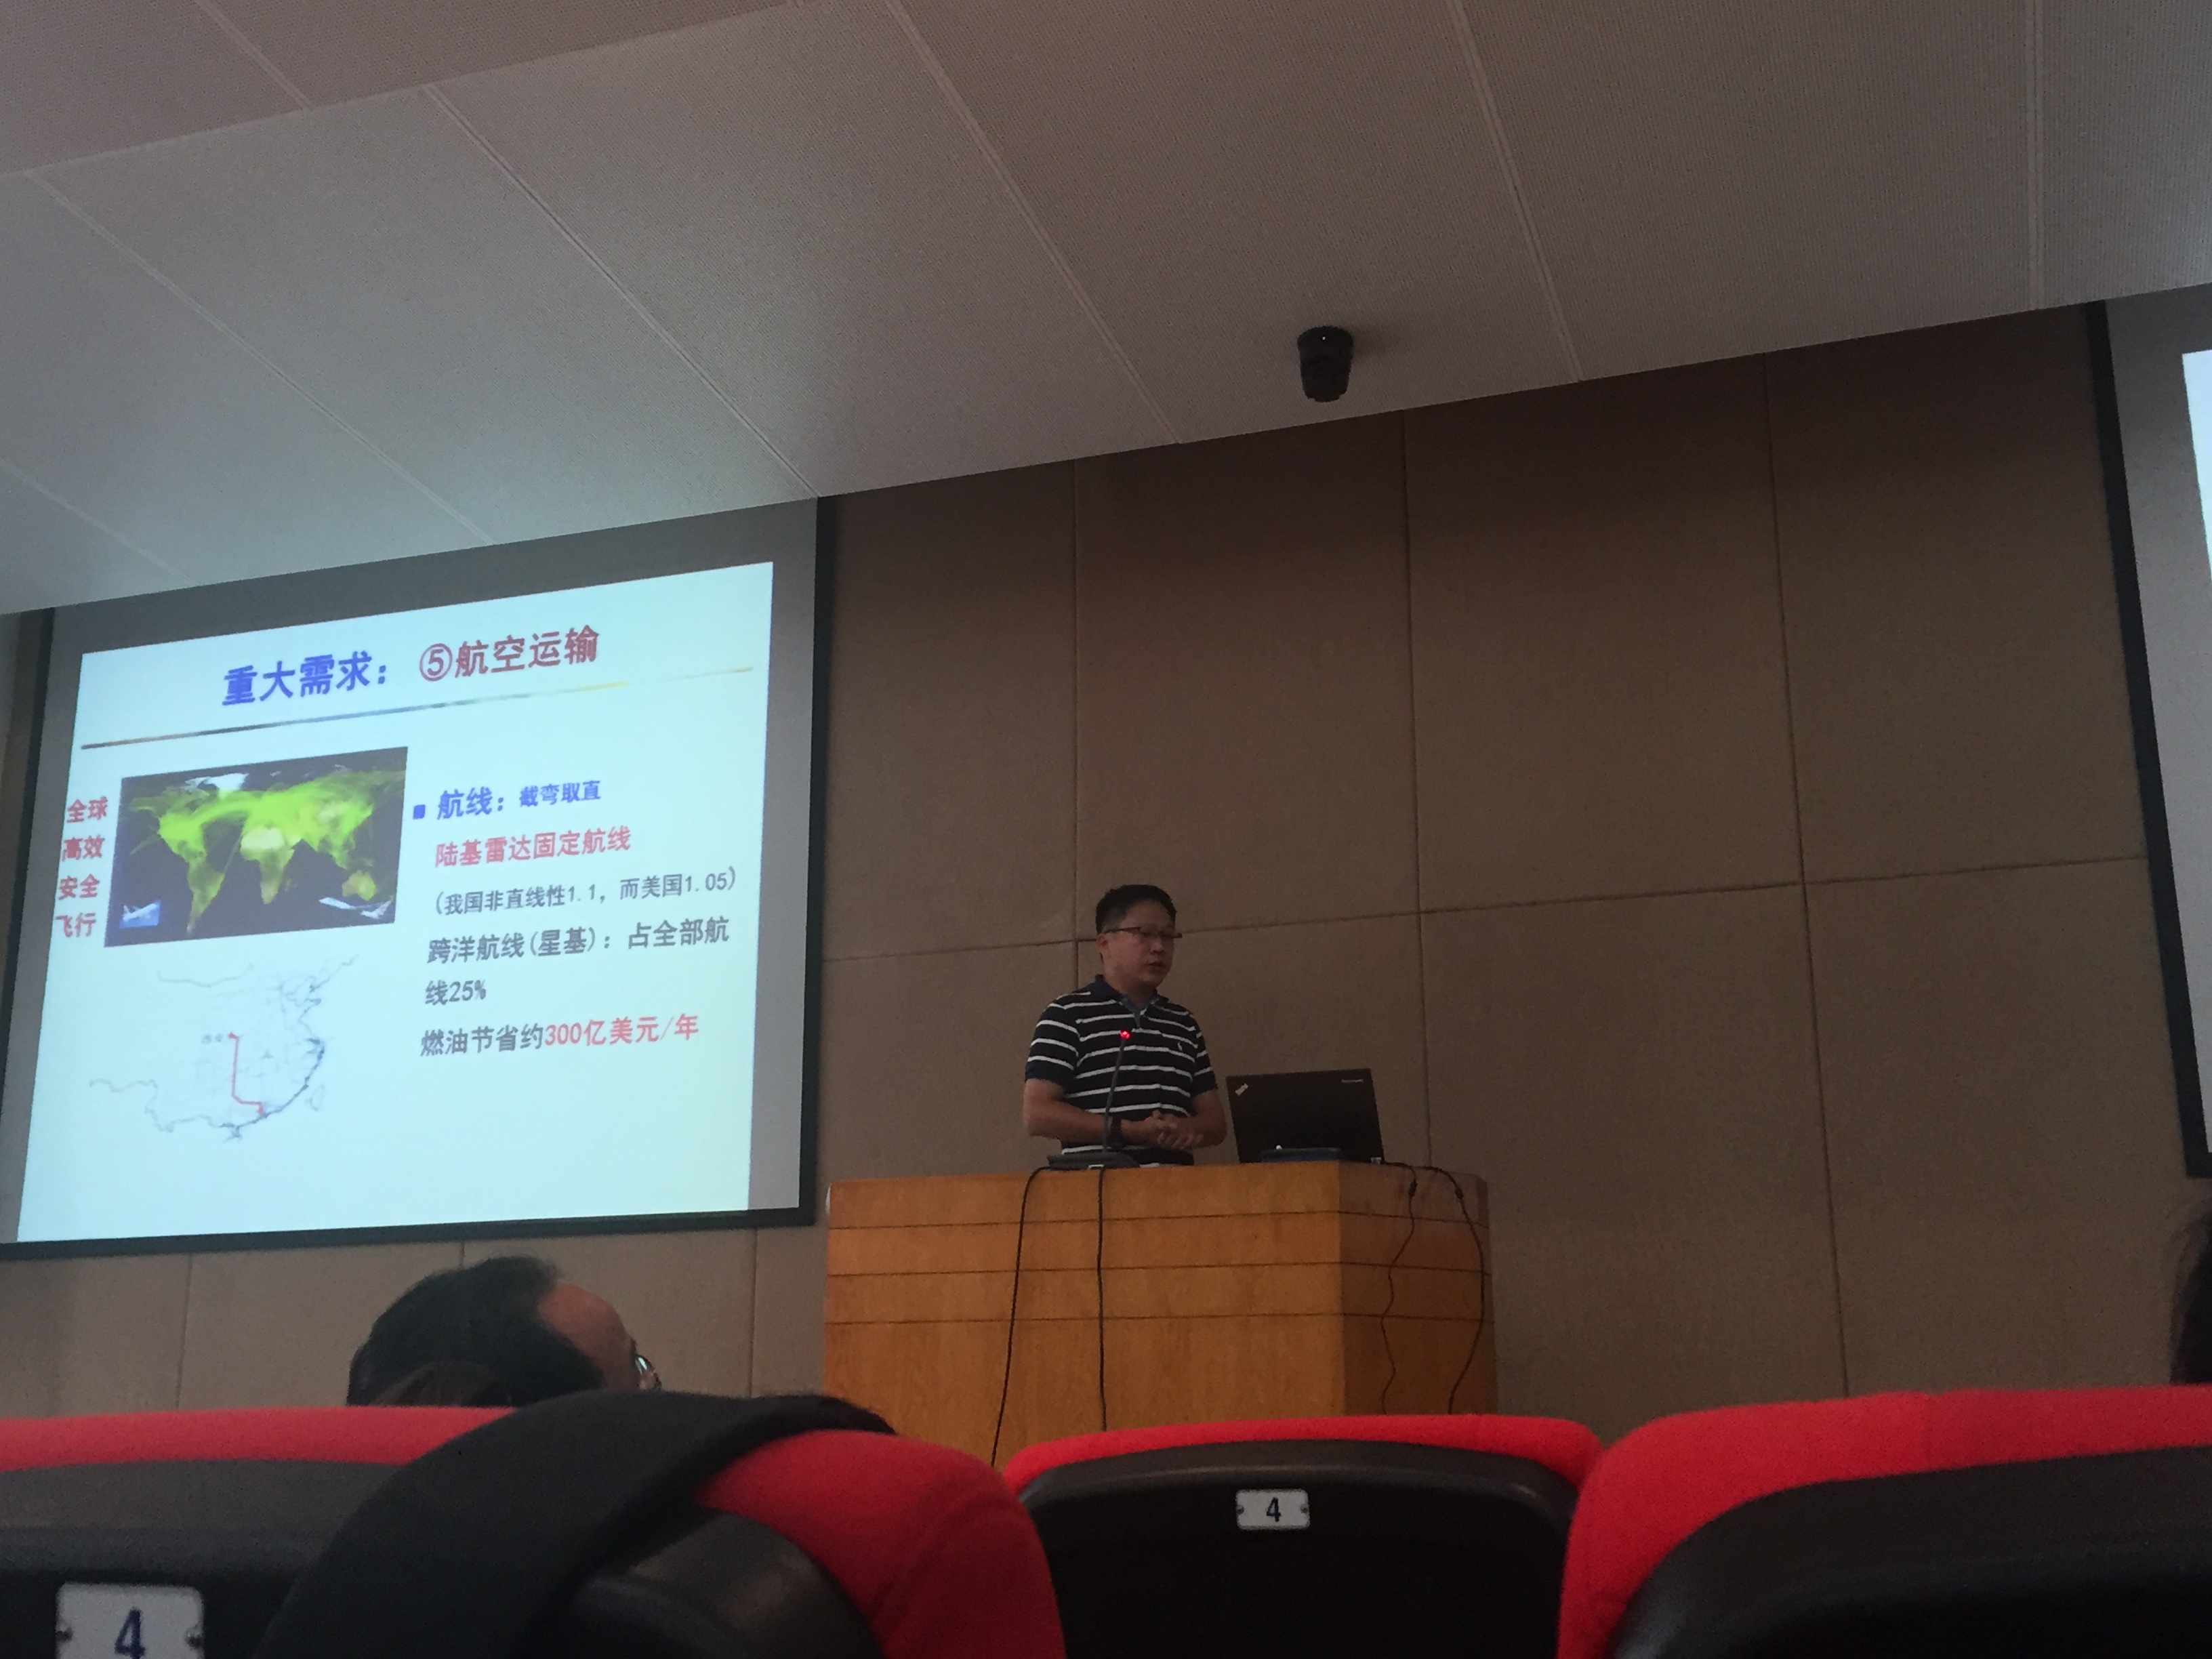 重大需求：⑤航空运输
全球
高效
安全
飞行
航线：截弯取直
陆基雷达固定航线
(我国非直线性1.1，而美国1.05)
跨洋航线(星基)：占全部航
线25%
燃油节省约300亿美元/年
4
4